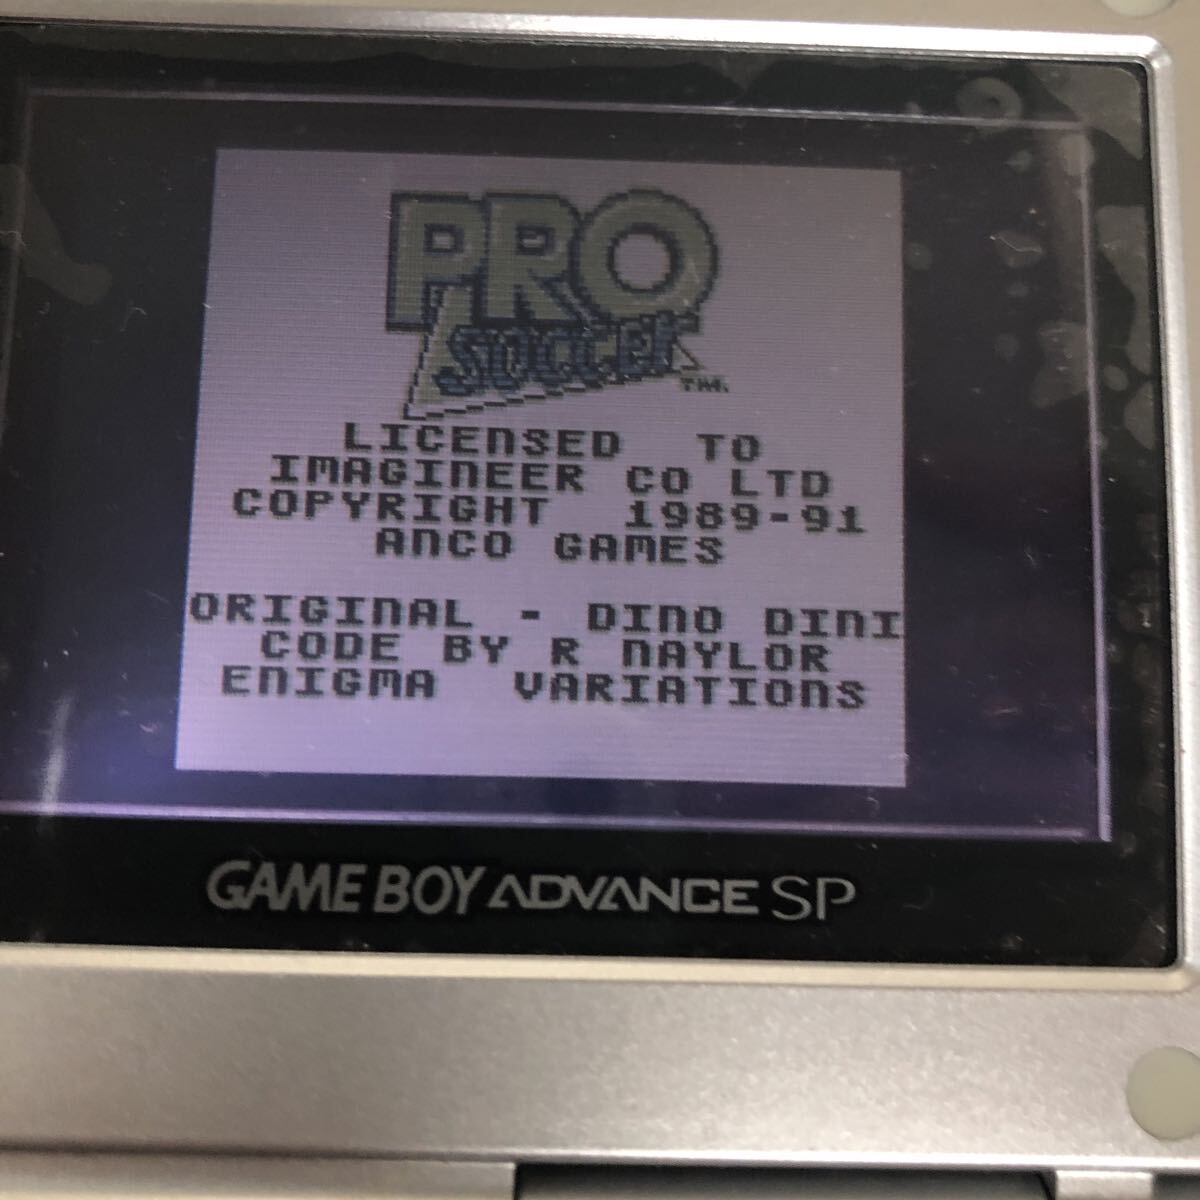 PRO
SOCCER
TM.
LICENSED TO
IMAGINEER CO LTD
COPYRIGHT 1989-91
ANCO GAMES
ORIGINAL - DINO DINI
CODE BY R NAYLOR
ENIGMA VARIATIONS
GAME BOY ADVANCE SP